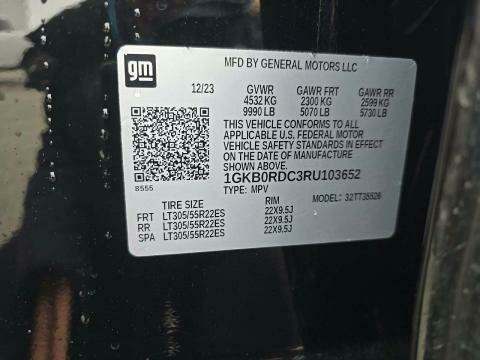 gm
MFD BY GENERAL MOTORS LLC
12/23 GVWR GAWR FRT GAWR RR
4532 KG 2300 KG 2599 KG
9990 LB 5070 LB 5730 LB
THIS VEHICLE CONFORMS TO ALL
APPLICABLE U.S. FEDERAL MOTOR
VEHICLE SAFETY STANDARDS IN EFFECT
ON THE DATE OF MANUFACTURE
1GKB0RDC3RU103652
8555 TYPE: MPV MODEL: 32TT35526
TIRE SIZE RIM
FRT LT305/55R22ES 22X9.5J
RR LT305/55R22ES 22X9.5J
SPA LT305/55R22ES 22X9.5J